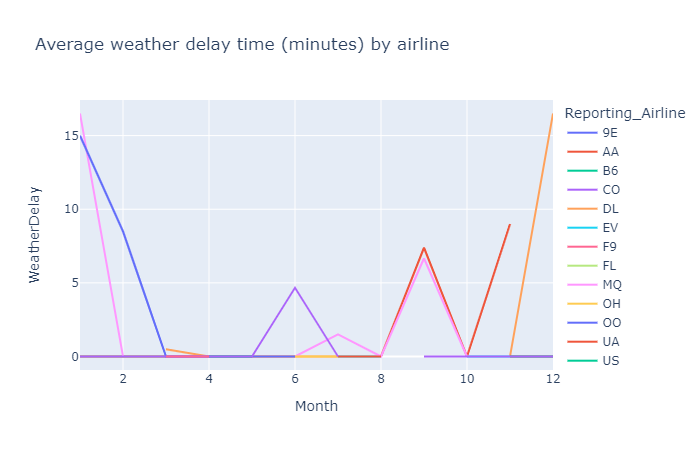 Average weather delay time (minutes) by airline
Reporting_Airline
9E
AA
B6
CO
DL
EV
F9
FL
MQ
OH
OO
UA
US
WeatherDelay
15
10
5
0
2
4
6
8
10
12
Month